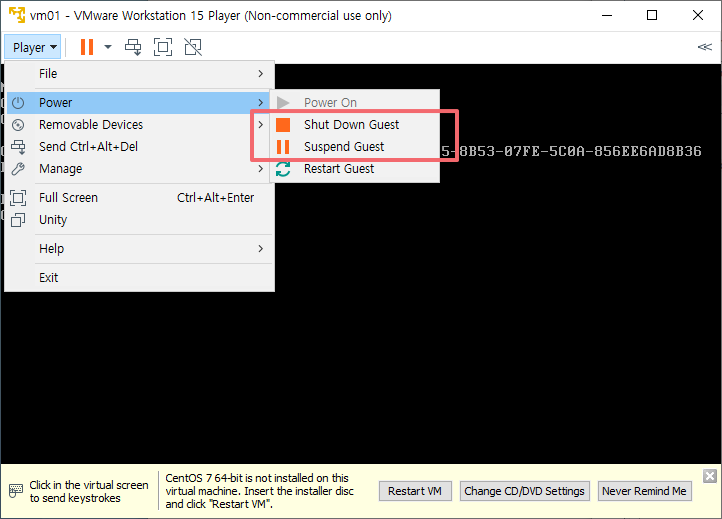 vm01 - VMware Workstation 15 Player (Non-commercial use only)
Player
File
Power
Removable Devices
Send Ctrl+Alt+Del
Manage
Full Screen Ctrl+Alt+Enter
Unity
Help
Exit
Power On
Shut Down Guest
Suspend Guest
Restart Guest
5-8B53-07FE-5C0A-856EE6AD8B36
Click in the virtual screen
to send keystrokes
CentOS 7 64-bit is not installed on this
virtual machine. Insert the installer disc
and click "Restart VM".
Restart VM
Change CD/DVD Settings
Never Remind Me